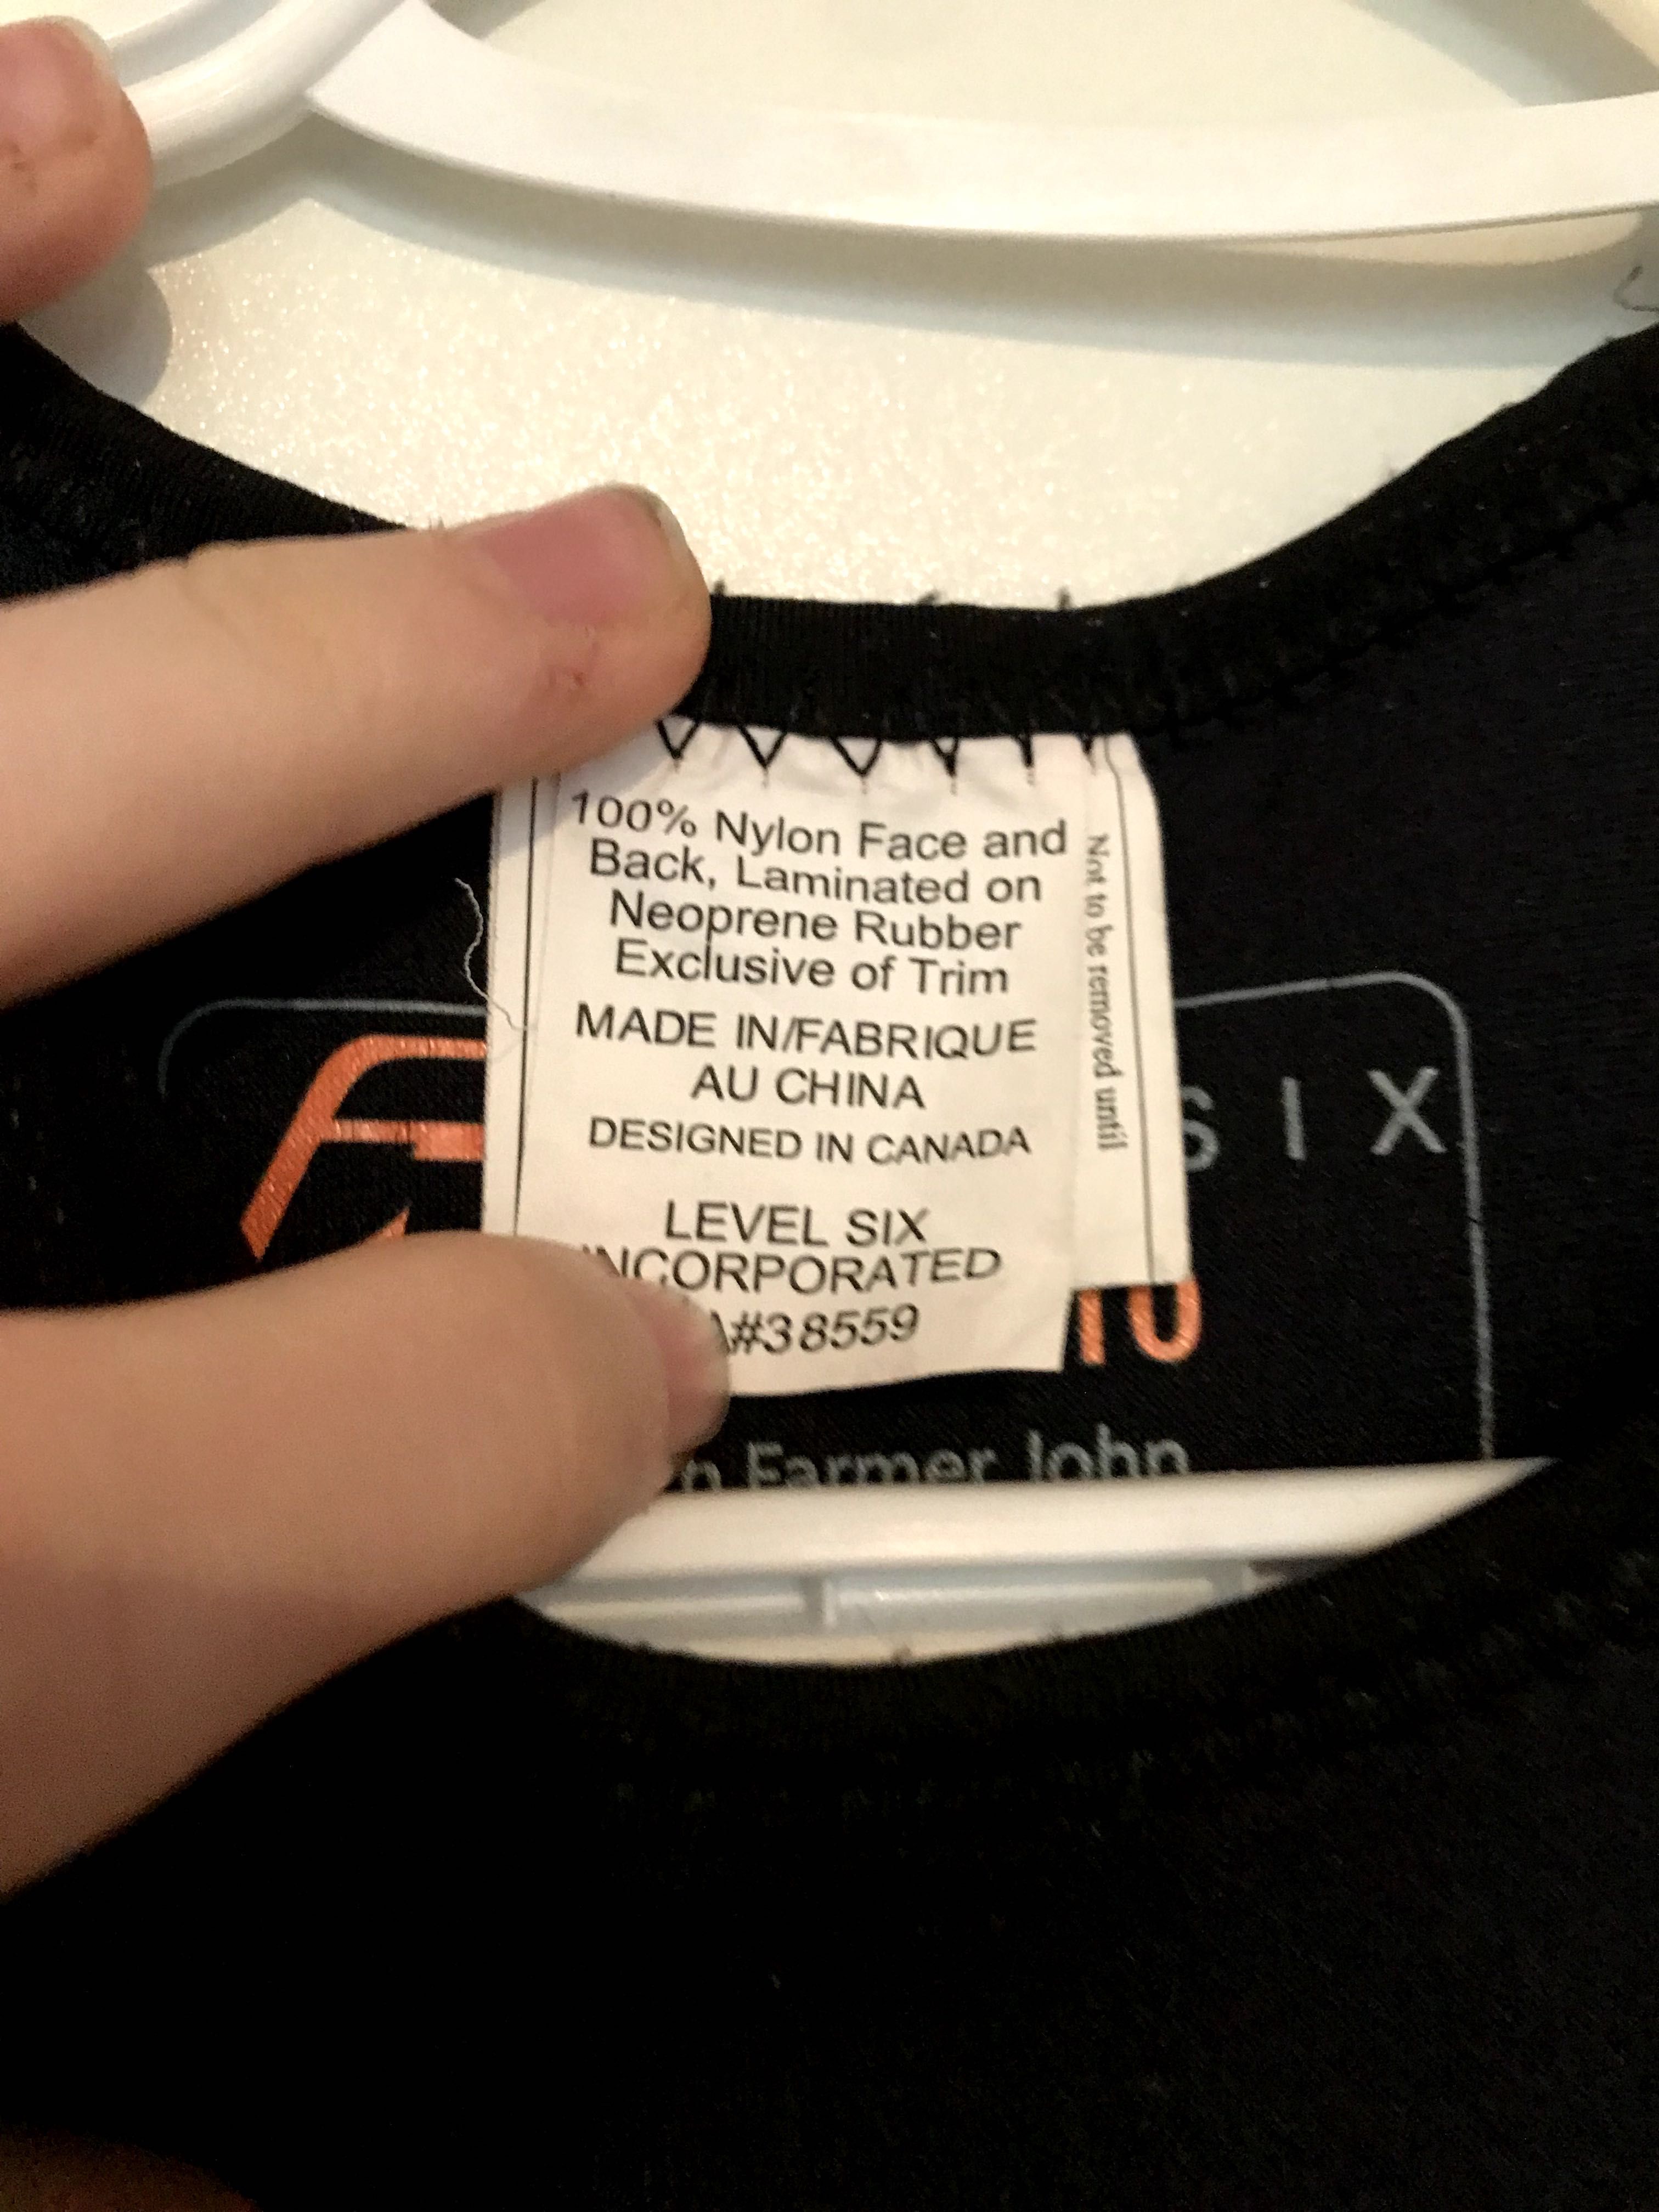 100% Nylon Face and
Back, Laminated on
Neoprene Rubber
Exclusive of Trim
MADE IN/FABRIQUE
AU CHINA
DESIGNED IN CANADA
LEVEL SIX
INCORPORATED
#38559
Not to be removed until
SIX
10
Farmer John